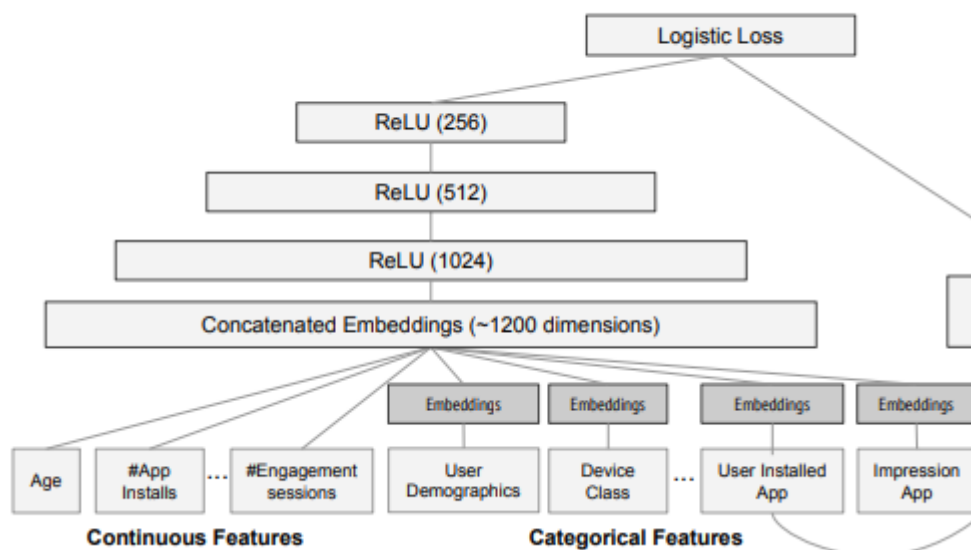 Logistic Loss
ReLU (256)
ReLU (512)
ReLU (1024)
Concatenated Embeddings (~1200 dimensions)
Embeddings
Embeddings
Embeddings
Embeddings
Age
#App
Installs
...
#Engagement
sessions
User
Demographics
Device
Class
...
User Installed
App
Impression
App
Continuous Features
Categorical Features